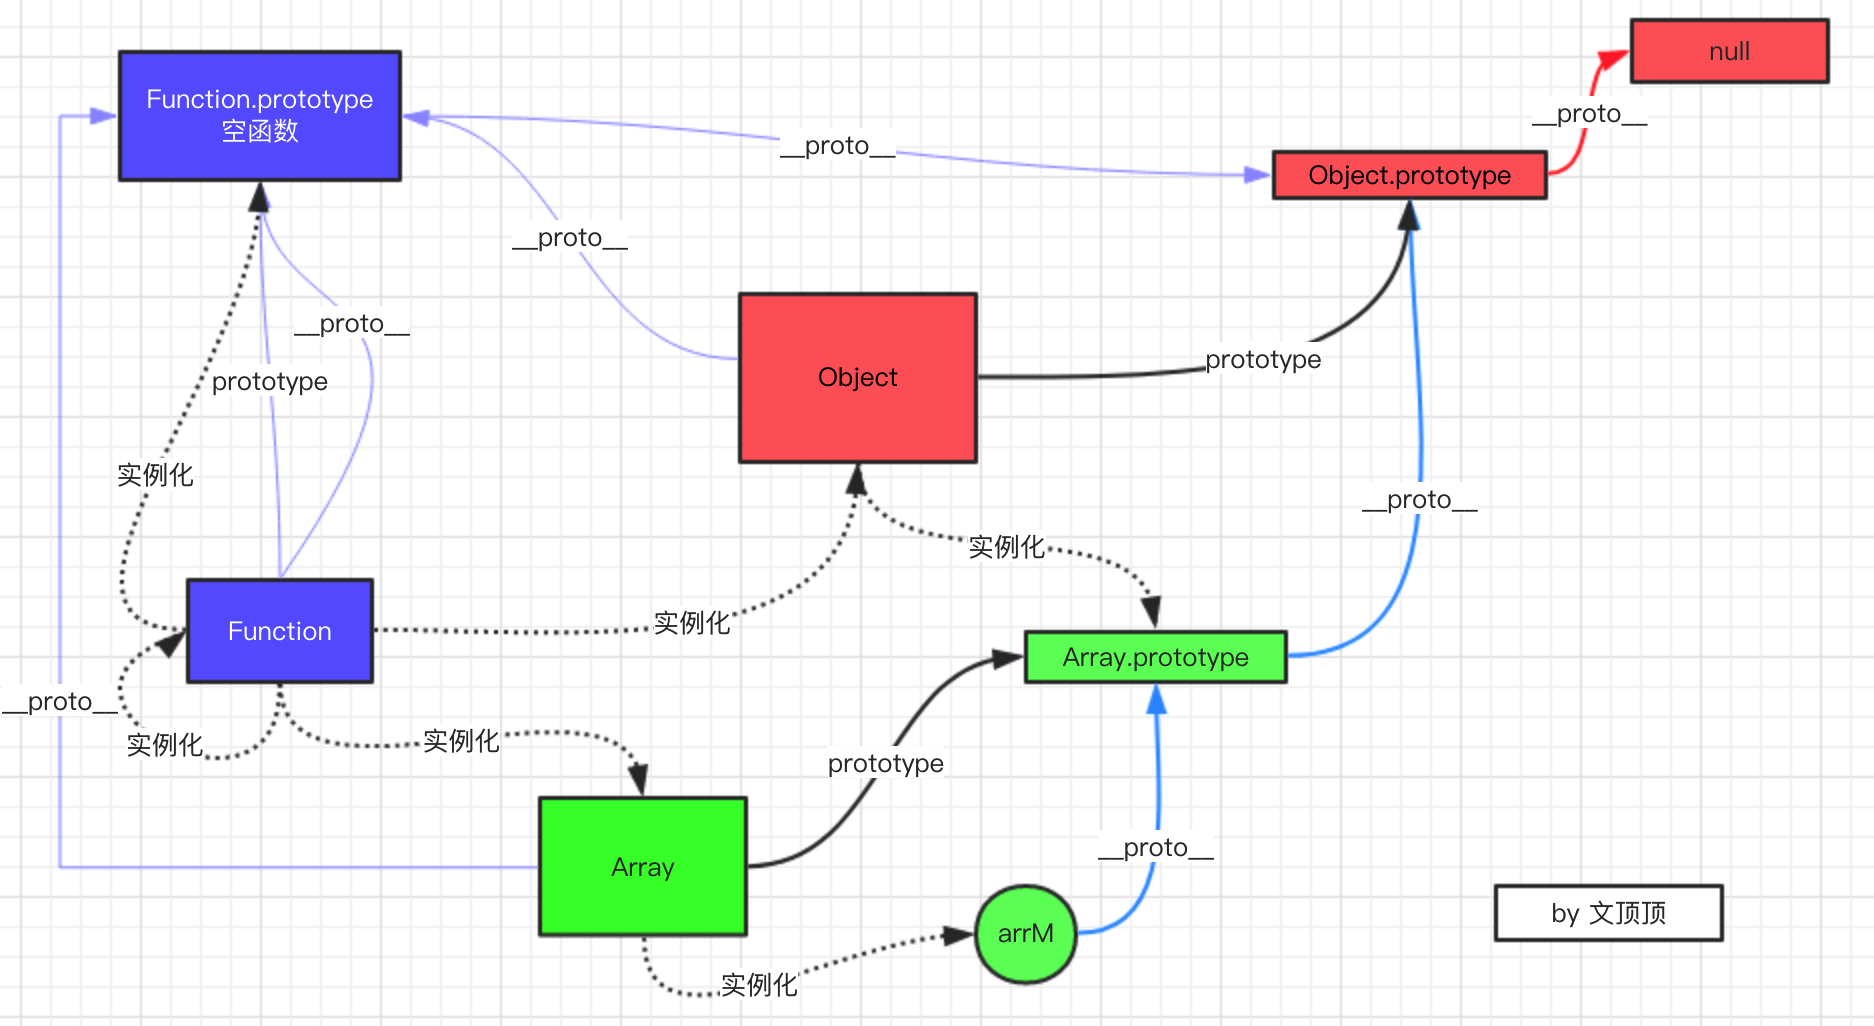 null
Function.prototype
空函数
__proto__
__proto__
Object.prototype
__proto__
__proto__
prototype
Object
prototype
实例化
__proto__
实例化
Function
实例化
Array.prototype
__proto__
实例化
实例化
prototype
Array
__proto__
arrM
by 文顶顶
实例化